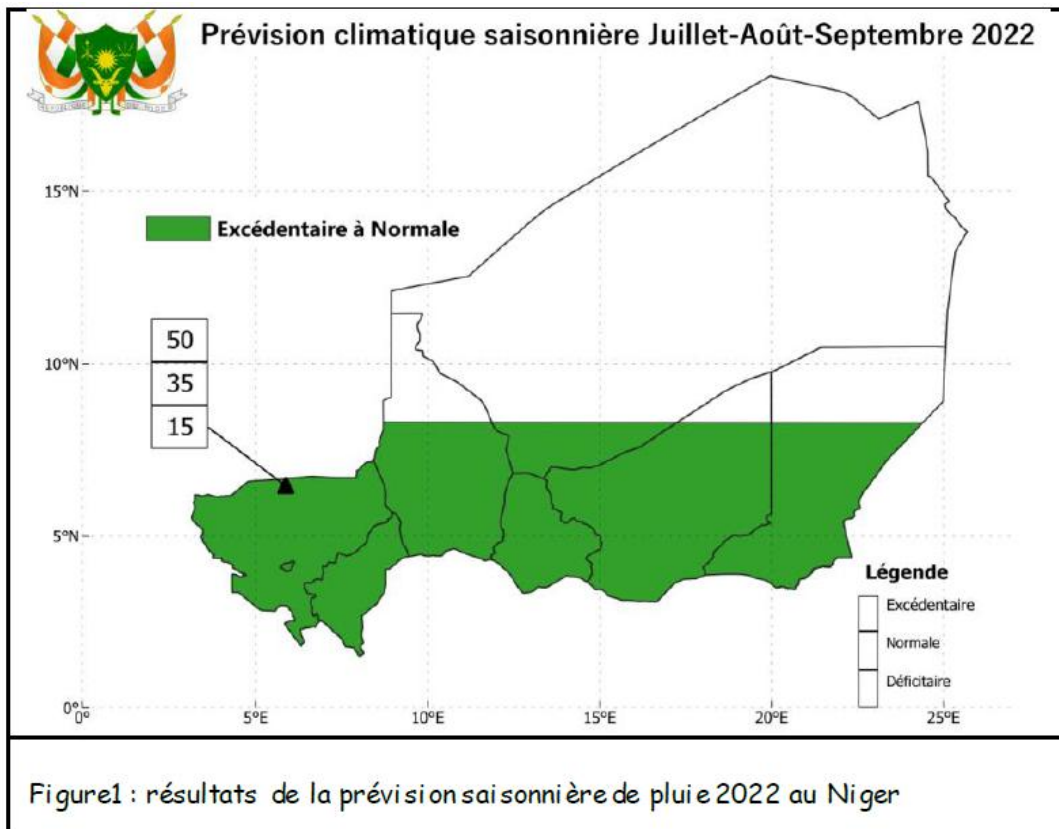 Prévision climatique saisonnière Juillet-Août-Septembre 2022
15°N
Excédentaire à Normale
50
35
15
10°N
5°N
Légende
Excédentaire
Normale
Déficitaire
0°
0° 5°E 10°E 15°E 20°E 25°E
Figure1 : résultats de la prévision saisonnière de pluie 2022 au Niger